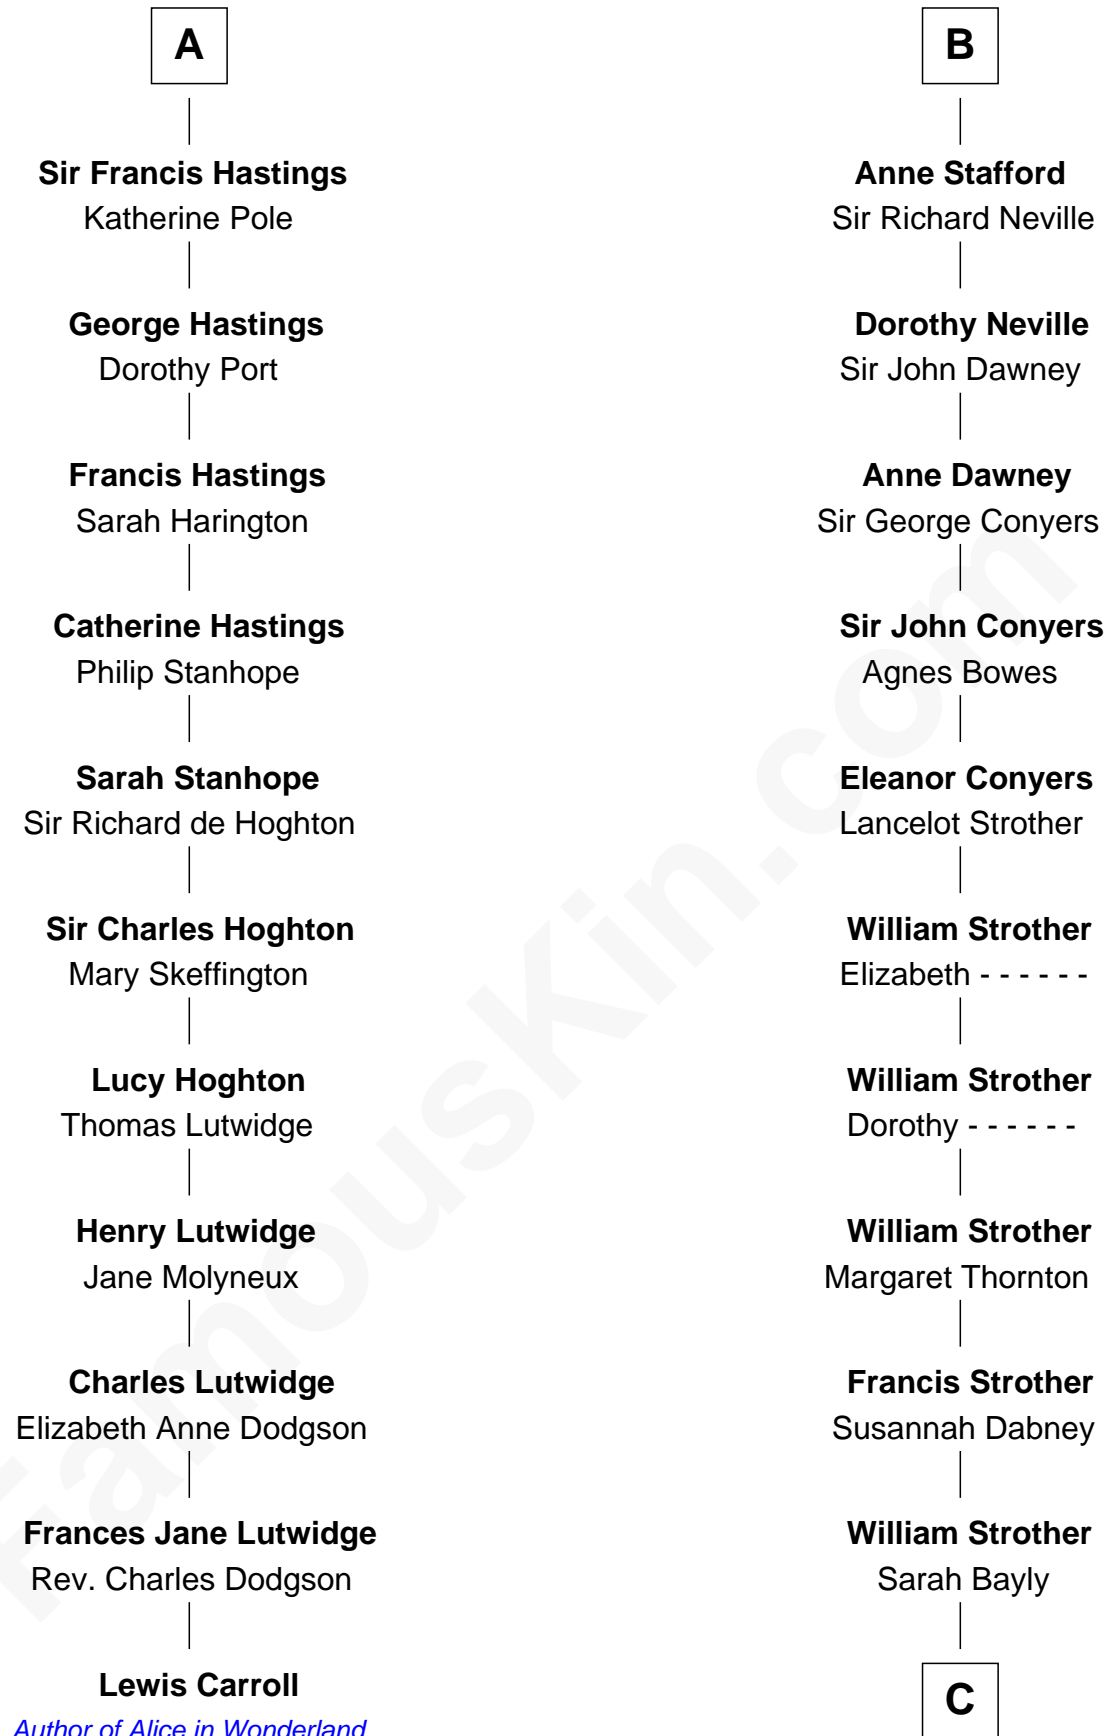 A
Sir Francis Hastings
Katherine Pole
George Hastings
Dorothy Port
Francis Hastings
Sarah Harington
Catherine Hastings
Philip Stanhope
Sarah Stanhope
Sir Richard de Hoghton
Sir Charles Hoghton
Mary Skeffington
Lucy Hoghton
Thomas Lutwidge
Henry Lutwidge
Jane Molyneux
Charles Lutwidge
Elizabeth Anne Dodgson
Frances Jane Lutwidge
Rev. Charles Dodgson
Lewis Carroll
Author of Alice in Wonderland
B
Anne Stafford
Sir Richard Neville
Dorothy Neville
Sir John Dawney
Anne Dawney
Sir George Conyers
Sir John Conyers
Agnes Bowes
Eleanor Conyers
Lancelot Strother
William Strother
Elizabeth - - - - - -
William Strother
Dorothy - - - - - -
William Strother
Margaret Thornton
Francis Strother
Susannah Dabney
William Strother
Sarah Bayly
C
FamousKin.com